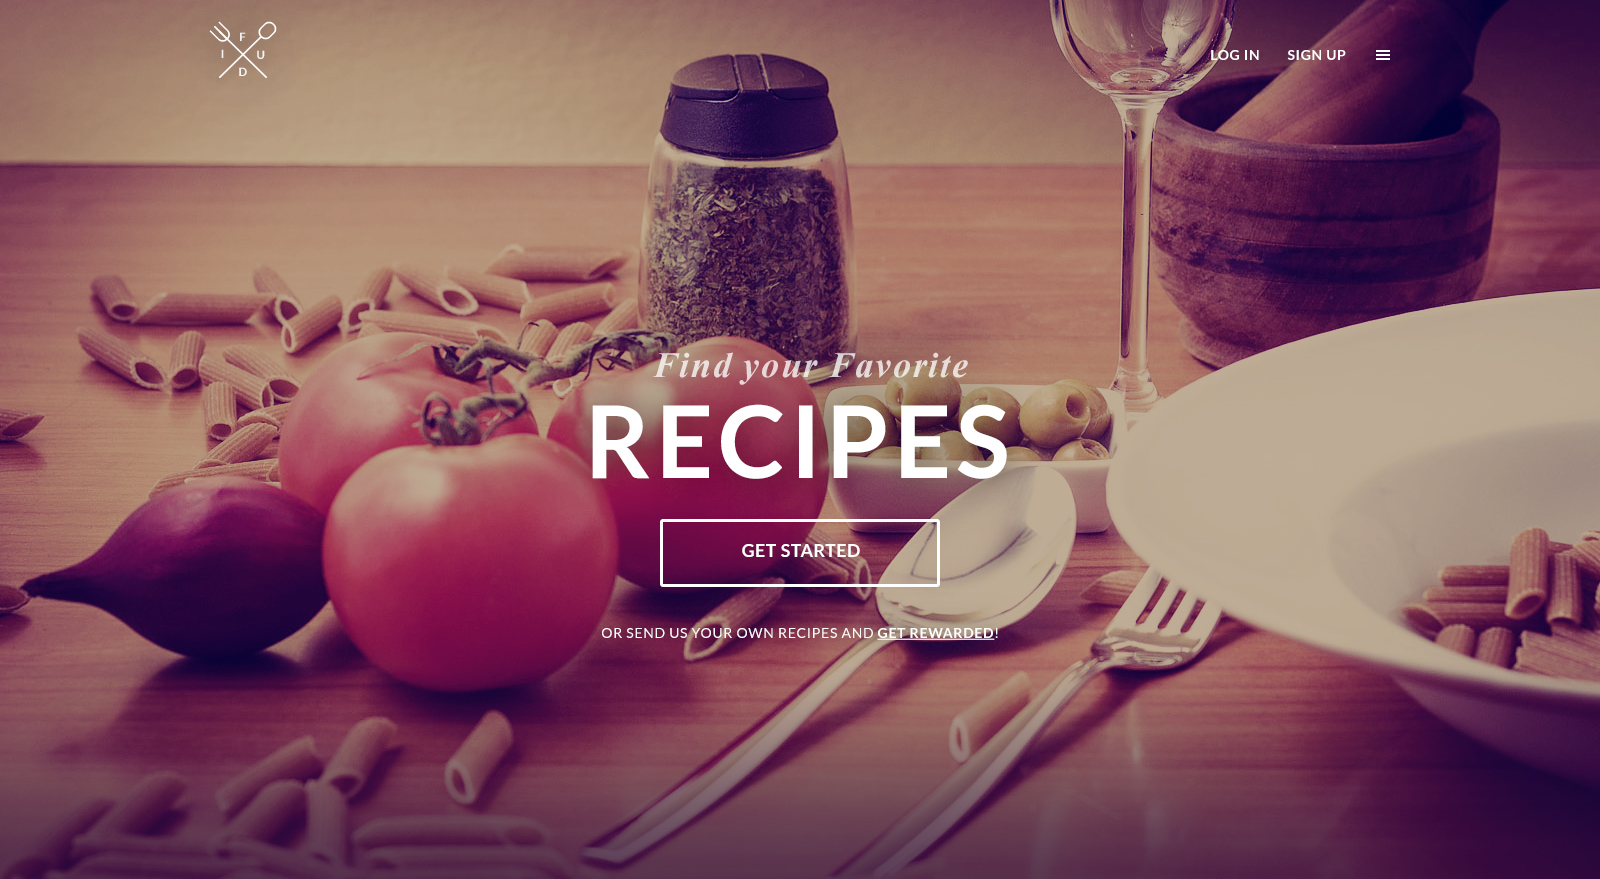 F
I U
D
LOG IN SIGN UP
Find your Favorite
RECIPES
GET STARTED
OR SEND US YOUR OWN RECIPES AND GET REWARDED!